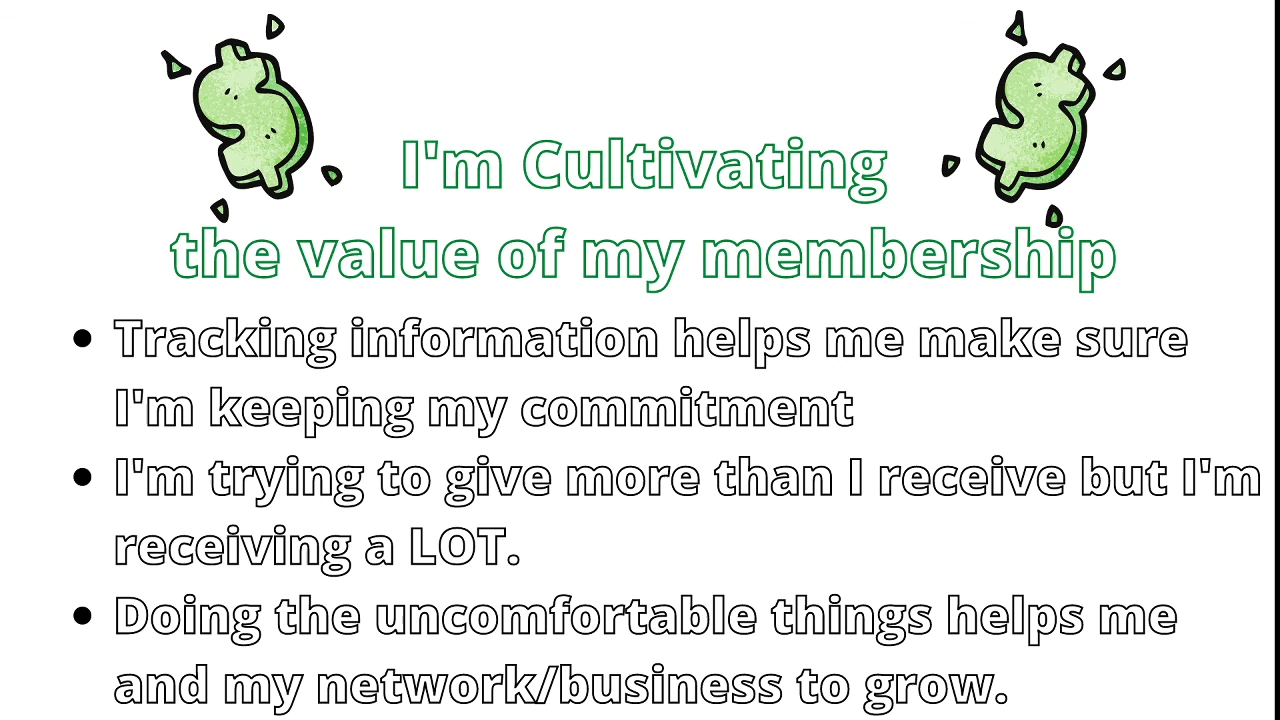 I'm Cultivating
the value of my membership
• Tracking information helps me make sure
I'm keeping my commitment
• I'm trying to give more than I receive but I'm
receiving a LOT.
• Doing the uncomfortable things helps me
and my network/business to grow.